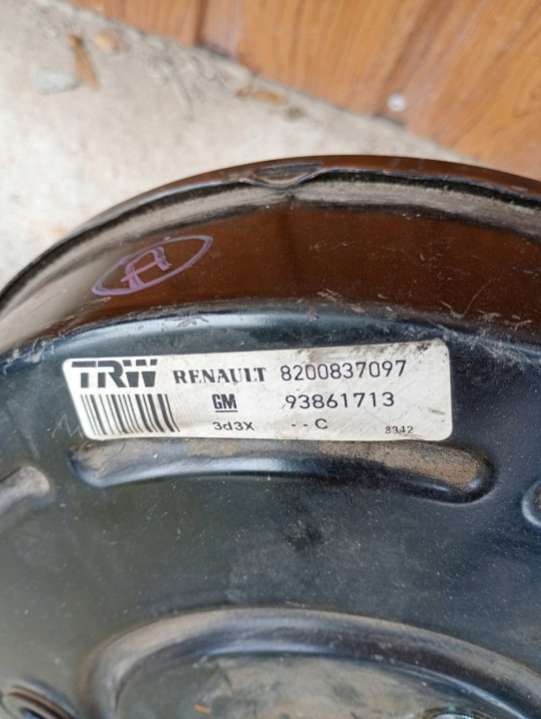 TRW RENAULT 8200837097
GM 93861713
3d3X --C 8342